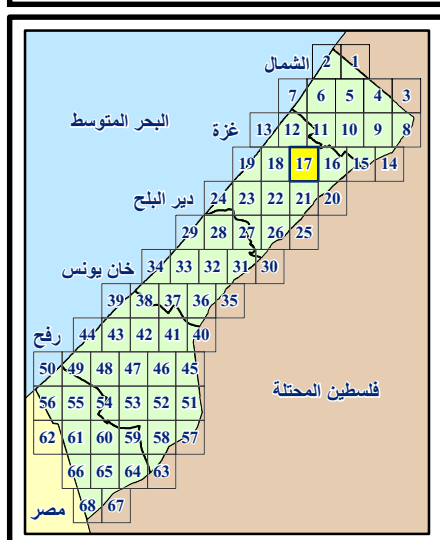 الشمال
2 1
7 6 5 4 3
البحر المتوسط
غزة
13 12 11 10 9 8
19 18 17 16 15 14
دير البلح
24 23 22 21 20
29 28 27 26 25
خان يونس
34 33 32 31 30
39 38 37 36 35
رفح
44 43 42 41 40
50 49 48 47 46 45
فلسطين المحتلة
56 55 54 53 52 51
62 61 60 59 58 57
66 65 64 63
مصر
68 67